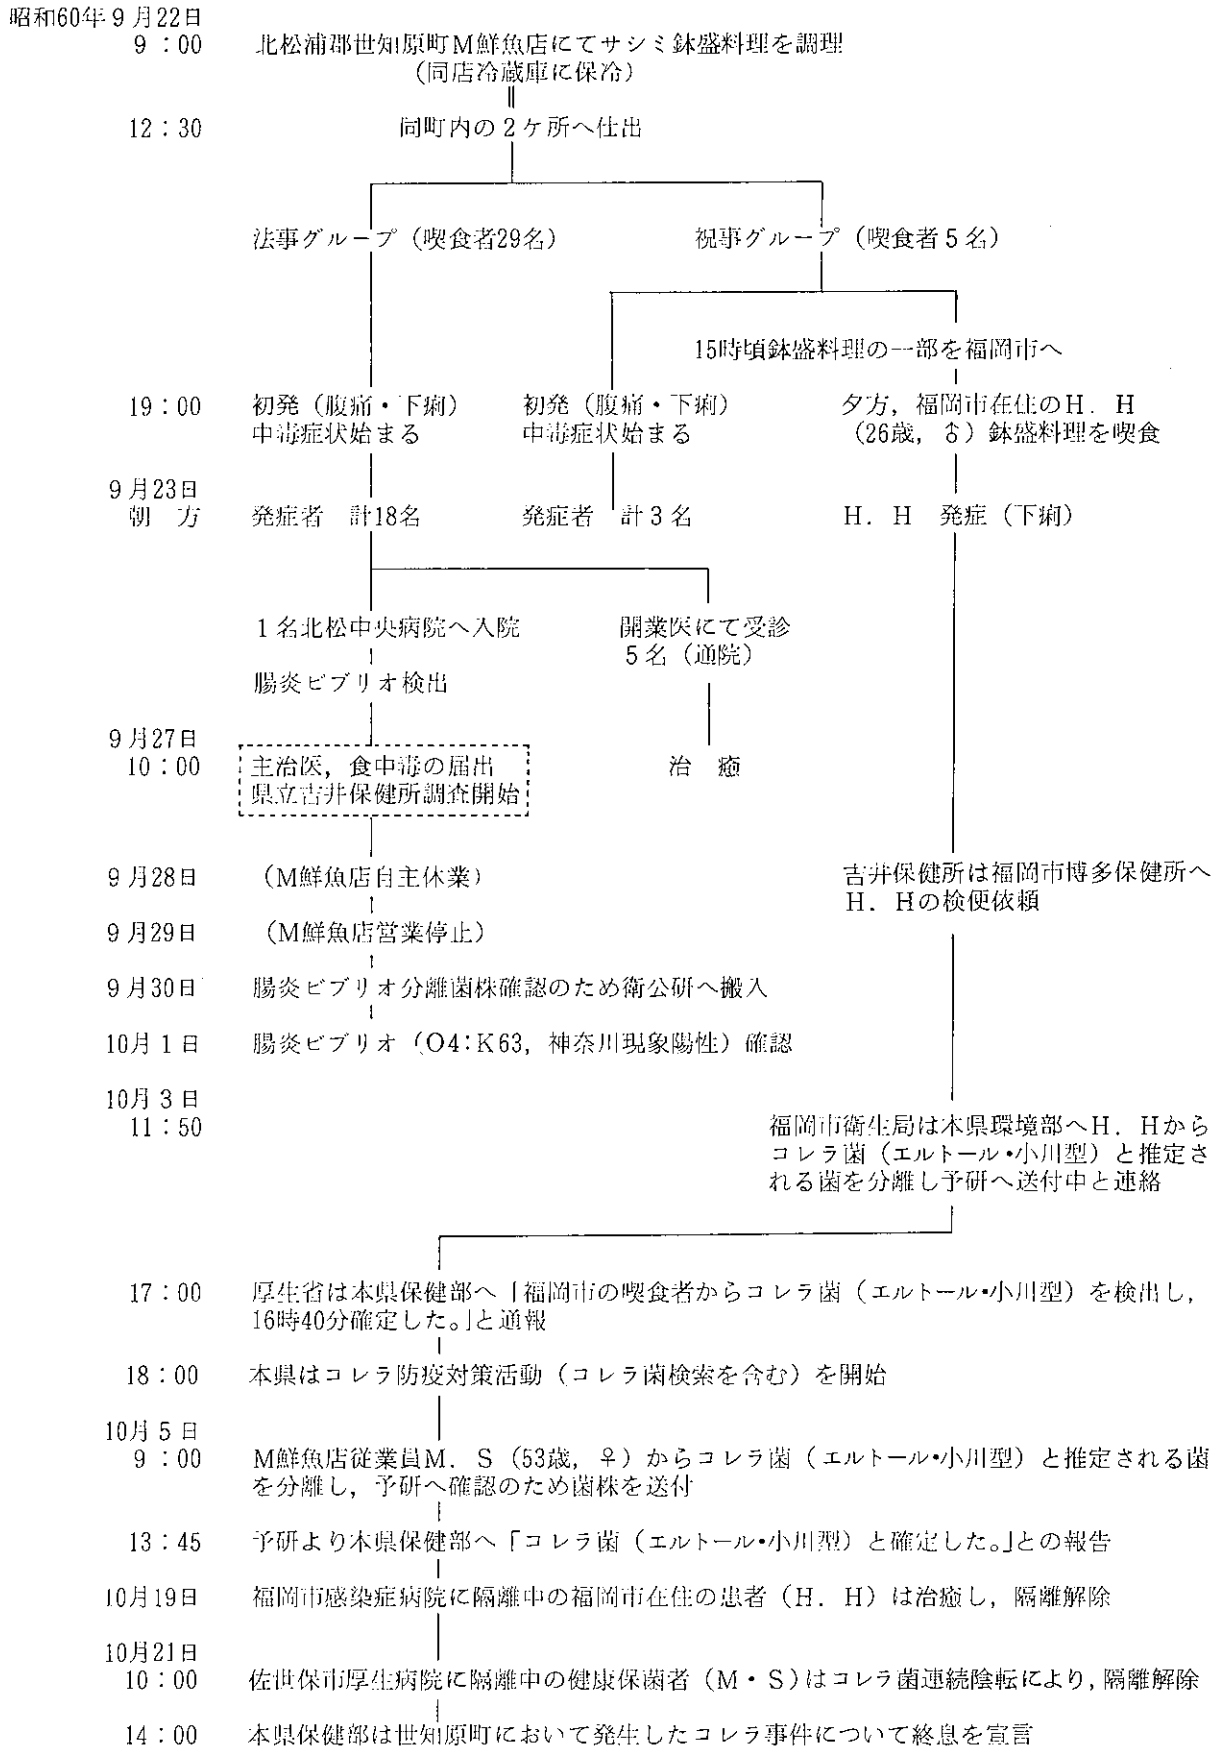 昭和60年9月22日
9:00 北松浦郡世知原町M鮮魚店にてサシミ鉢盛料理を調理
(同店冷蔵庫に保冷)
12:30 同町内の2ケ所へ仕出
法事グループ(喫食者29名) 祝事グループ(喫食者5名)
15時頃鉢盛料理の一部を福岡市へ
19:00 初発(腹痛・下痢) 初発(腹痛・下痢) 夕方,福岡市在住のH.H
中毒症状始まる 中毒症状始まる (26歳,♂)鉢盛料理を喫食
9月23日
朝 方 発症者 計18名 発症者 計3名 H.H 発症(下痢)
1名北松中央病院へ入院 開業医にて受診
5名(通院)
腸炎ビブリオ検出
9月27日
10:00 主治医,食中毒の届出 治 癒
県立吉井保健所調査開始
9月28日 (M鮮魚店自主休業) 吉井保健所は福岡市博多保健所へ
H.Hの検便依頼
9月29日 (M鮮魚店営業停止)
9月30日 腸炎ビブリオ分離菌株確認のため衛公研へ搬入
10月1日 腸炎ビブリオ(O4:K63,神奈川現象陽性)確認
10月3日
11:50 福岡市衛生局は本県環境部へH.Hから
コレラ菌(エルトール・小川型)と推定さ
れる菌を分離し予研へ送付中と連絡
17:00 厚生省は本県保健部へ「福岡市の喫食者からコレラ菌(エルトール・小川型)を検出し,
16時40分確定した。」と通報
18:00 本県はコレラ防疫対策活動(コレラ菌検索を含む)を開始
10月5日
9:00 M鮮魚店従業員M.S(53歳,♀)からコレラ菌(エルトール・小川型)と推定される菌
を分離し,予研へ確認のため菌株を送付
13:45 予研より本県保健部へ「コレラ菌(エルトール・小川型)と確定した。」との報告
10月19日 福岡市感染症病院に隔離中の福岡市在住の患者(H.H)は治癒し,隔離解除
10月21日
10:00 佐世保市厚生病院に隔離中の健康保菌者(M・S)はコレラ菌連続陰転により,隔離解除
14:00 本県保健部は世知原町において発生したコレラ事件について終息を宣言